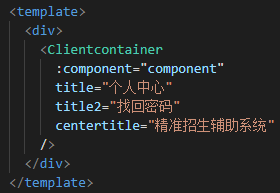 <template>
  <div>
    <Clientcontainer
      :component="component"
      title="个人中心"
      title2="找回密码"
      centertitle="精准招生辅助系统"
    />
  </div>
</template>